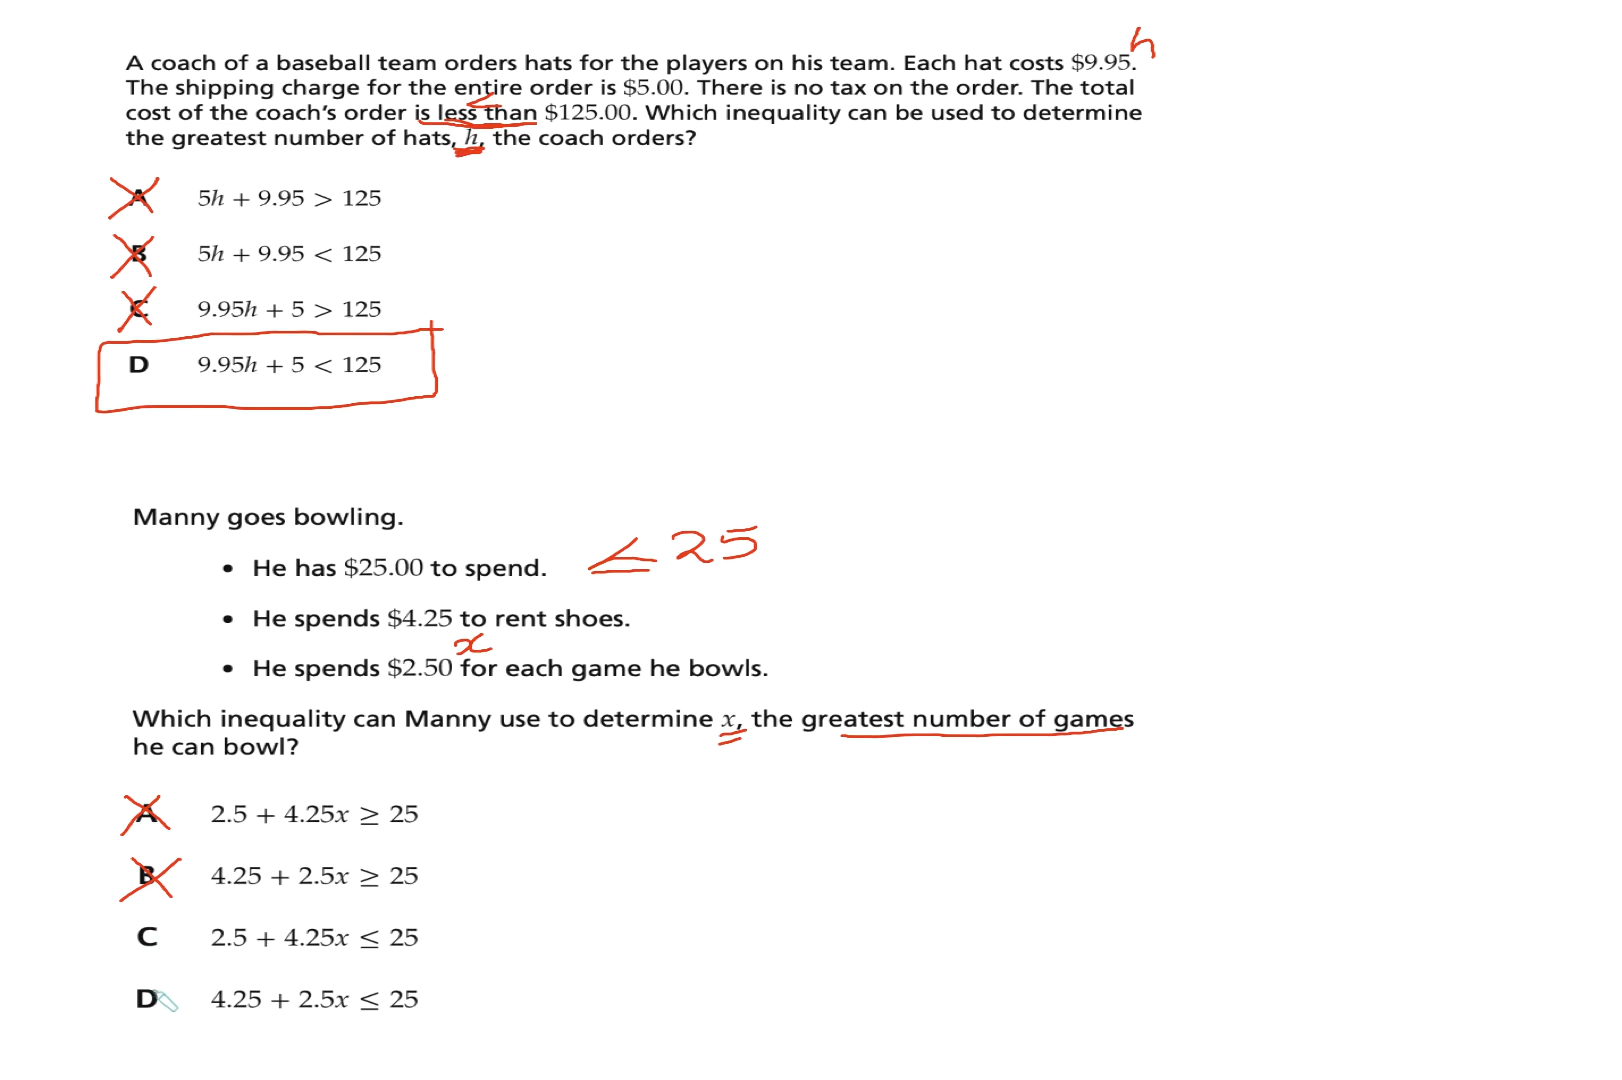 h
A coach of a baseball team orders hats for the players on his team. Each hat costs $9.95.
The shipping charge for the entire order is $5.00. There is no tax on the order. The total
<
cost of the coach's order is less than $125.00. Which inequality can be used to determine
the greatest number of hats, h, the coach orders?
A 5h + 9.95 > 125
B 5h + 9.95 < 125
C 9.95h + 5 > 125
D 9.95h + 5 < 125
Manny goes bowling.
• He has $25.00 to spend. ≤ 25
• He spends $4.25 to rent shoes.
x
• He spends $2.50 for each game he bowls.
Which inequality can Manny use to determine x, the greatest number of games
he can bowl?
A 2.5 + 4.25x ≥ 25
B 4.25 + 2.5x ≥ 25
C 2.5 + 4.25x ≤ 25
D 4.25 + 2.5x ≤ 25